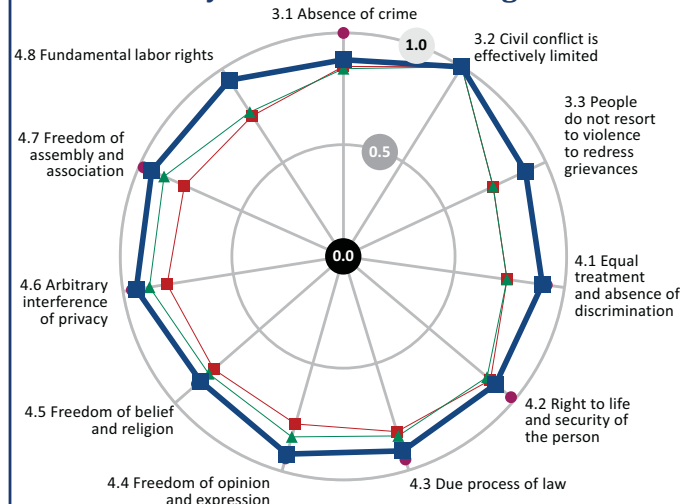 3.1 Absence of crime
1.0
3.2 Civil conflict is
effectively limited
4.8 Fundamental labor rights
3.3 People
do not resort
to violence
to redress
grievances
0.5
4.7 Freedom of
assembly and
association
0.0
4.1 Equal
treatment
and absence of
discrimination
4.6 Arbitrary
interference
of privacy
4.2 Right to life
and security of
the person
4.5 Freedom of belief
and religion
4.3 Due process of law
4.4 Freedom of opinion
and expression